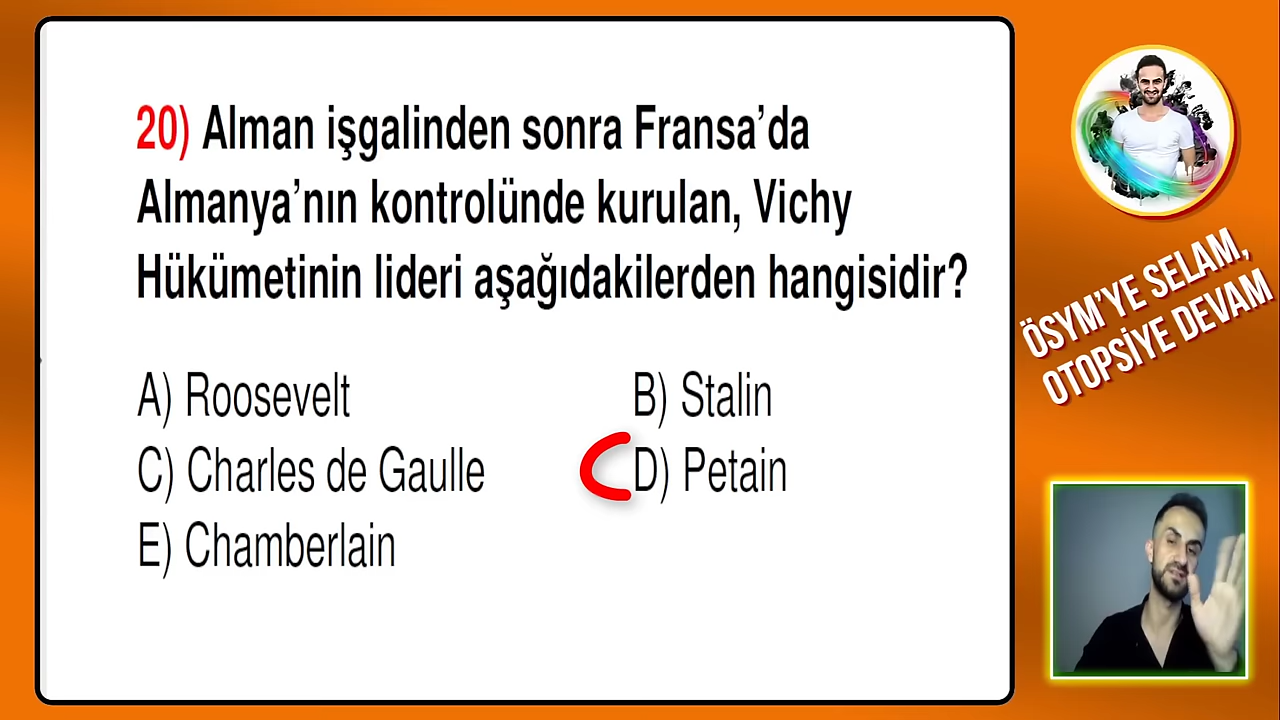 20) Alman işgalinden sonra Fransa’da
Almanya’nın kontrolünde kurulan, Vichy
Hükümetinin lideri aşağıdakilerden hangisidir?
A) Roosevelt
B) Stalin
C) Charles de Gaulle
D) Petain
E) Chamberlain
ÖSYM’YE SELAM,
OTOPSİYE DEVAM